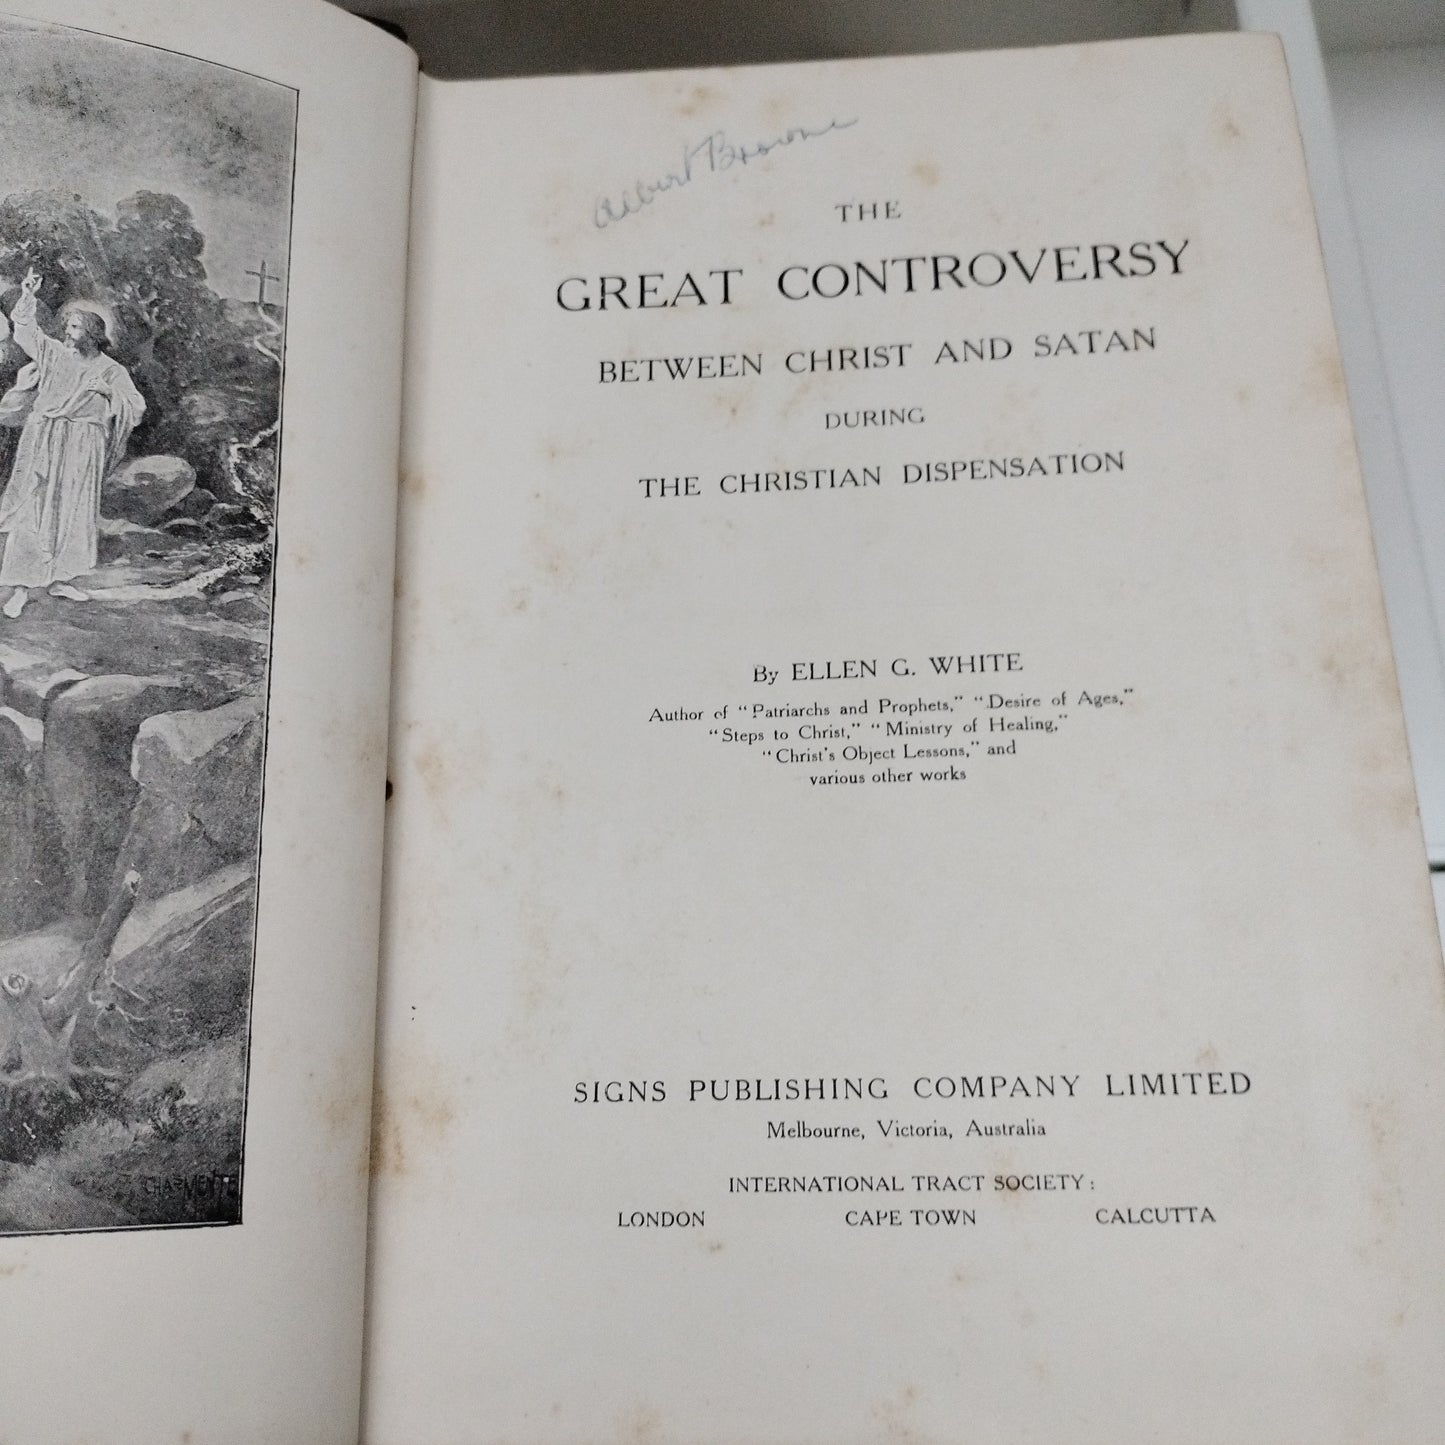 Albert Browne
THE
GREAT CONTROVERSY
BETWEEN CHRIST AND SATAN
DURING
THE CHRISTIAN DISPENSATION
By ELLEN G. WHITE
Author of "Patriarchs and Prophets," "Desire of Ages,"
"Steps to Christ," "Ministry of Healing,"
"Christ's Object Lessons," and
various other works
SIGNS PUBLISHING COMPANY LIMITED
Melbourne, Victoria, Australia
INTERNATIONAL TRACT SOCIETY:
LONDON CAPE TOWN CALCUTTA
CHARMENTE